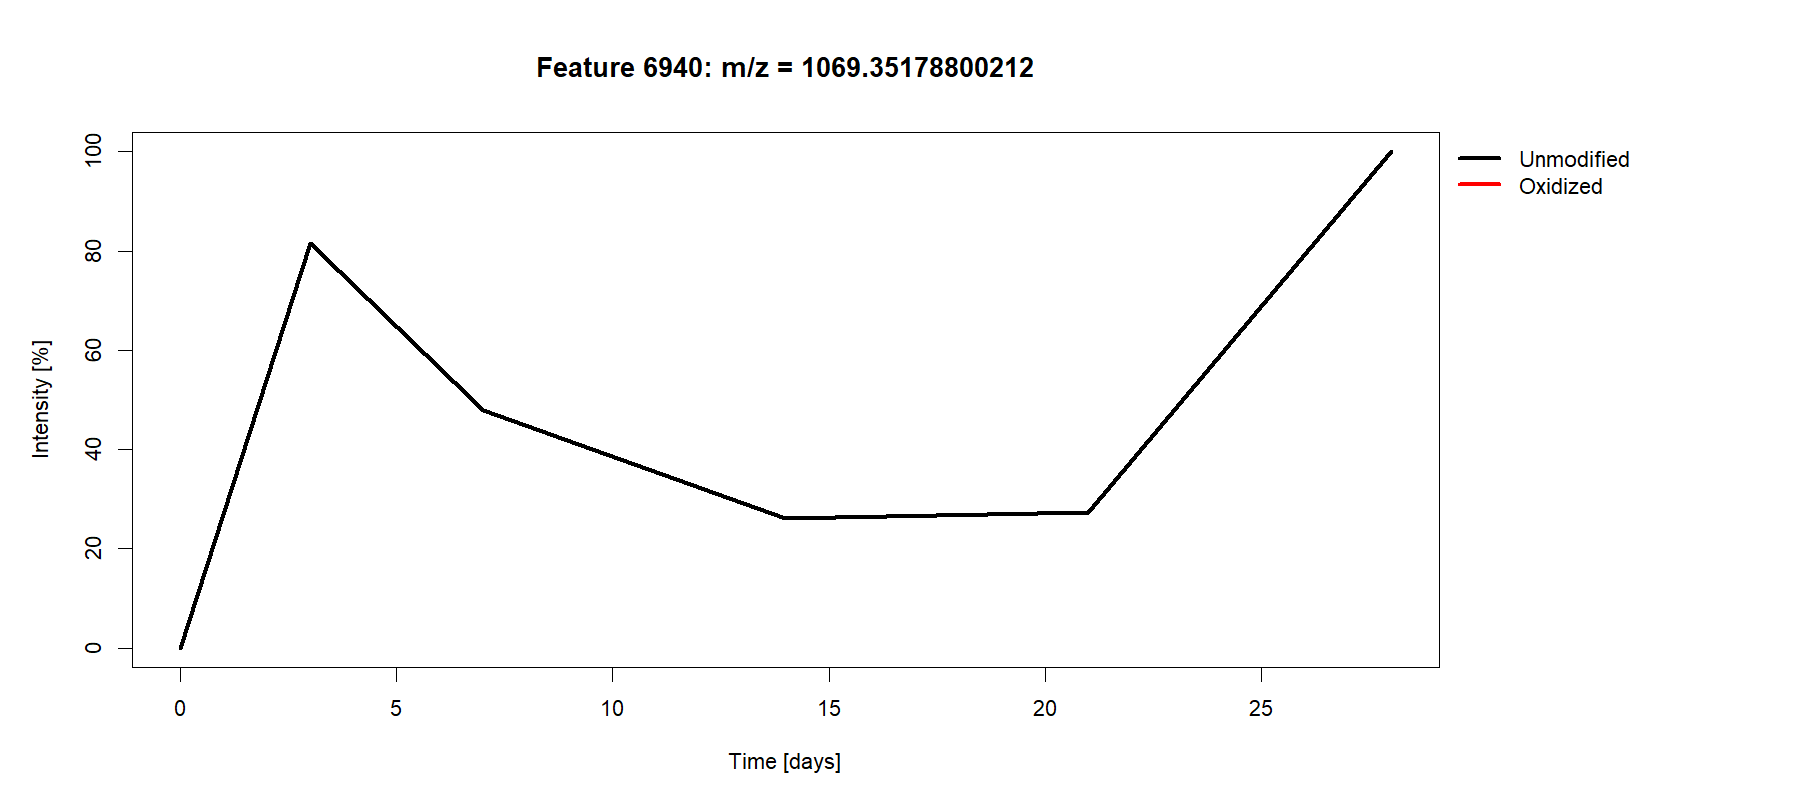 Feature 6940: m/z = 1069.35178800212
Unmodified
Oxidized
Intensity [%]
100
80
60
40
20
0
0 5 10 15 20 25
Time [days]